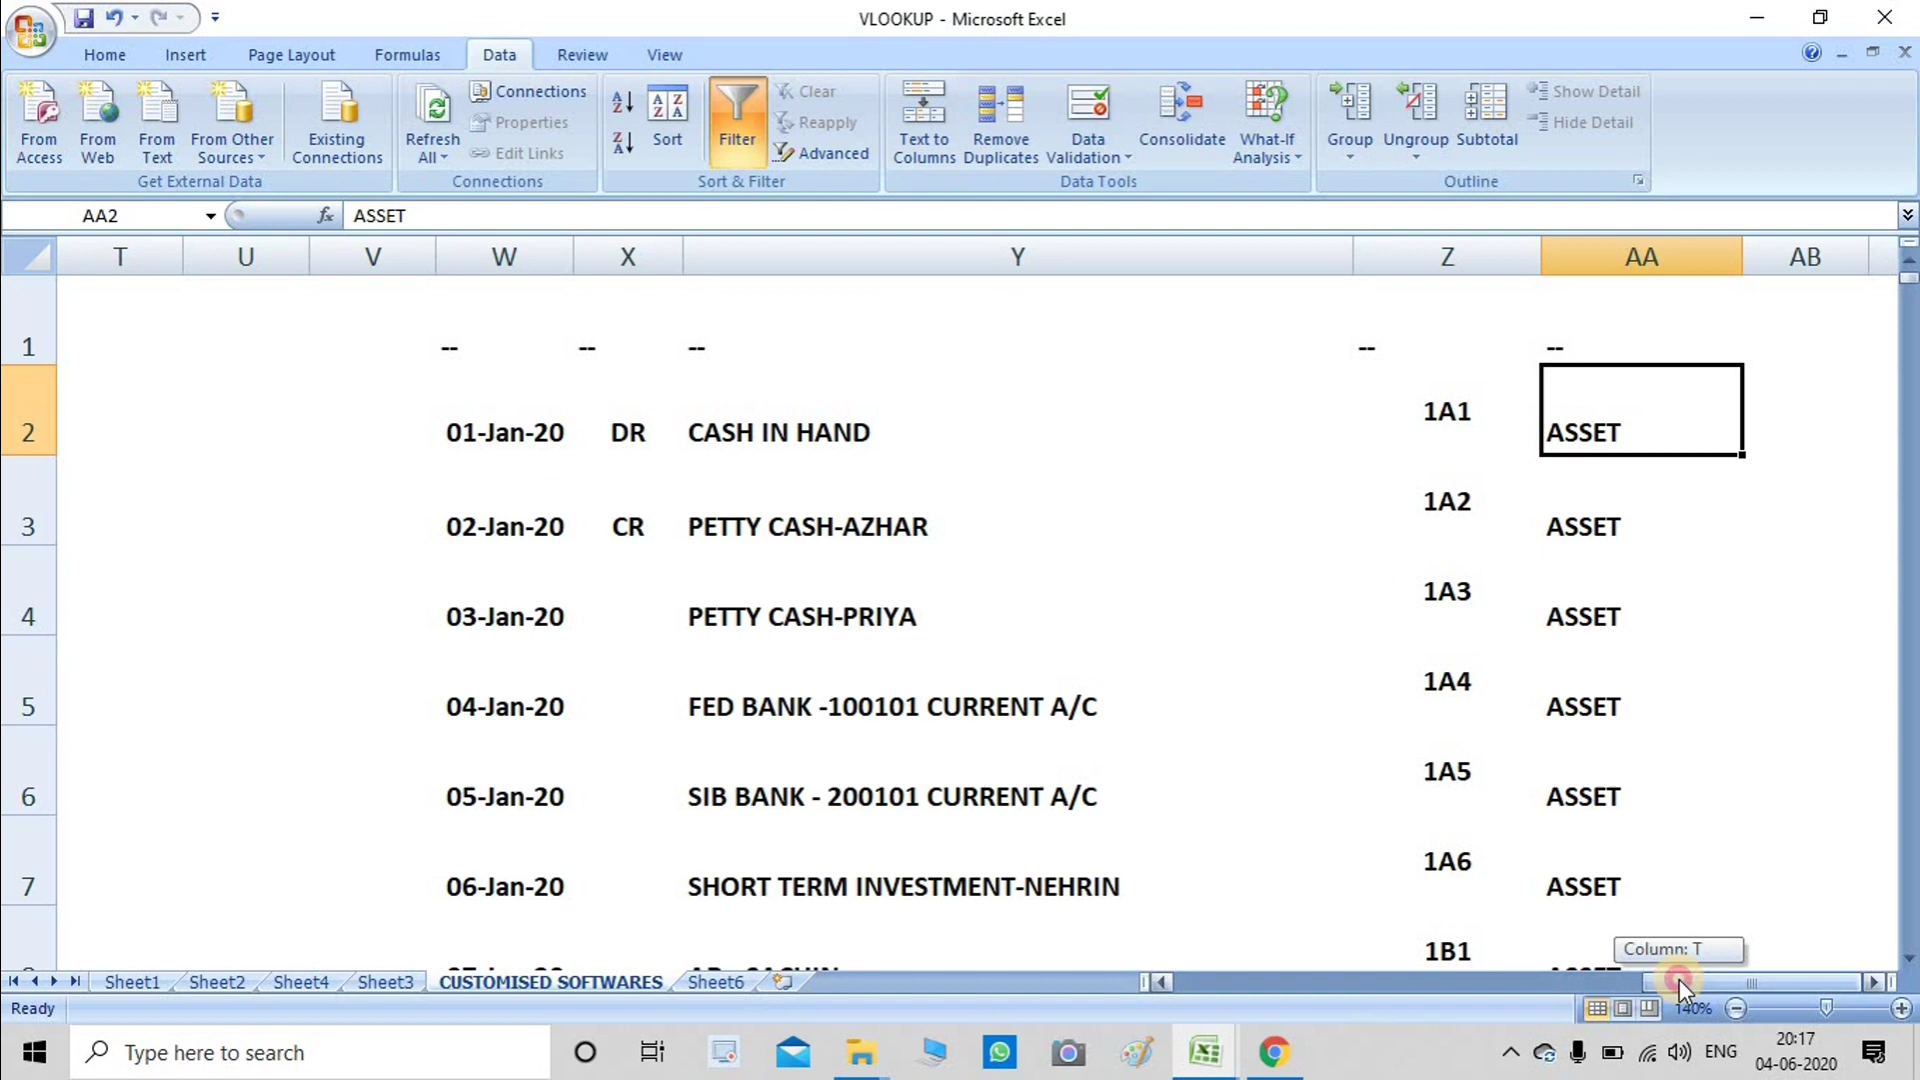 VLOOKUP - Microsoft Excel
Home Insert Page Layout Formulas Data Review View
From Access
From Web
From Text
From Other Sources
Existing Connections
Get External Data
Refresh All
Connections
Properties
Edit Links
Connections
Sort
Filter
Clear
Reapply
Advanced
Sort & Filter
Text to Columns
Remove Duplicates
Data Validation
Consolidate
What-If Analysis
Data Tools
Group
Ungroup
Subtotal
Show Detail
Hide Detail
Outline
AA2 fx ASSET
T U V W X Y Z AA AB
1 -- -- -- -- --
2 01-Jan-20 DR CASH IN HAND 1A1 ASSET
3 02-Jan-20 CR PETTY CASH-AZHAR 1A2 ASSET
4 03-Jan-20 PETTY CASH-PRIYA 1A3 ASSET
5 04-Jan-20 FED BANK -100101 CURRENT A/C 1A4 ASSET
6 05-Jan-20 SIB BANK - 200101 CURRENT A/C 1A5 ASSET
7 06-Jan-20 SHORT TERM INVESTMENT-NEHRIN 1A6 ASSET
1B1
Column: T
Sheet1 Sheet2 Sheet4 Sheet3 CUSTOMISED SOFTWARES Sheet6
Ready 140%
Type here to search
ENG
20:17
04-06-2020